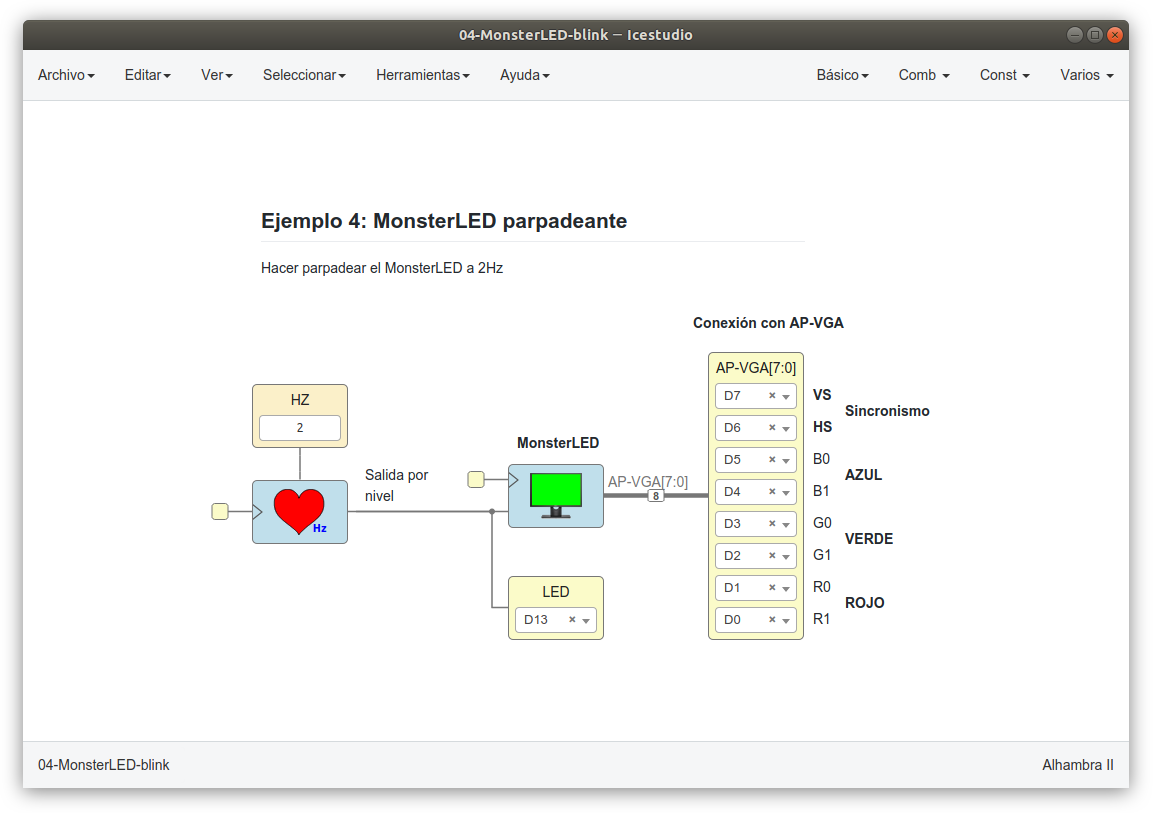 04-MonsterLED-blink — Icestudio
Archivo Editar Ver Seleccionar Herramientas Ayuda Básico Comb Const Varios
Ejemplo 4: MonsterLED parpadeante
Hacer parpadear el MonsterLED a 2Hz
Conexión con AP-VGA
HZ
2
Hz
Salida por
nivel
MonsterLED
AP-VGA[7:0]
8
LED
D13
AP-VGA[7:0]
D7 VS
D6 HS
Sincronismo
D5 B0
D4 B1
AZUL
D3 G0
D2 G1
VERDE
D1 R0
D0 R1
ROJO
04-MonsterLED-blink
Alhambra II